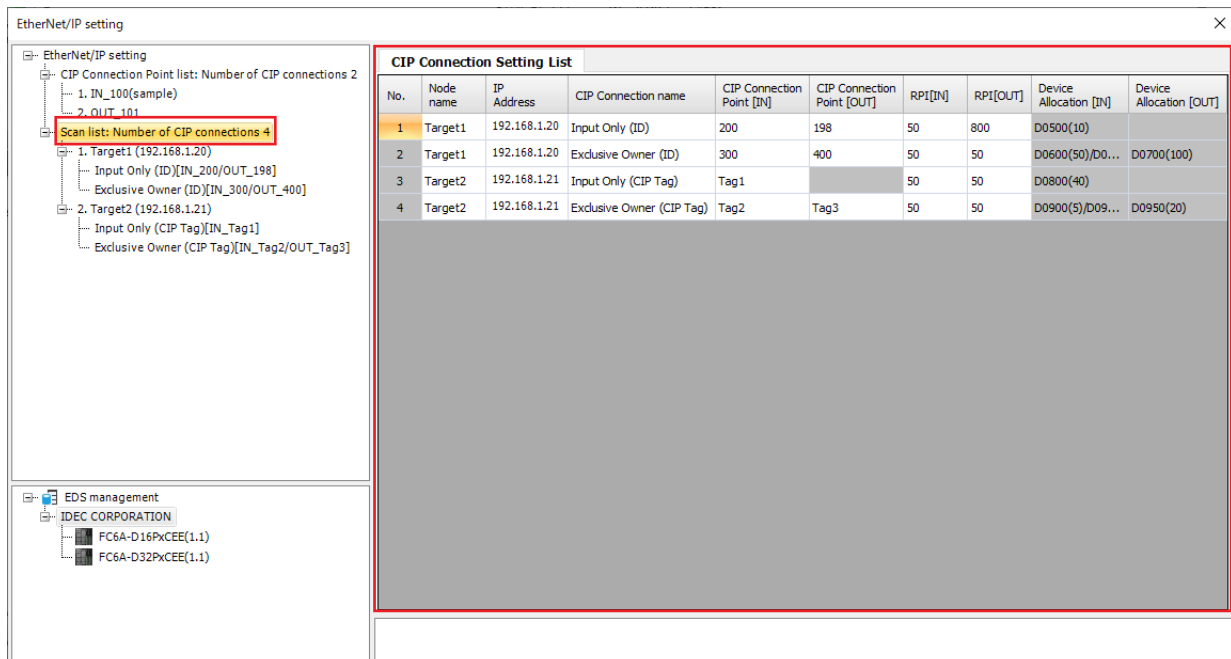 EtherNet/IP setting
EtherNet/IP setting
CIP Connection Point list: Number of CIP connections 2
1. IN_100(sample)
2. OUT_101
Scan list: Number of CIP connections 4
1. Target1 (192.168.1.20)
Input Only (ID)[IN_200/OUT_198]
Exclusive Owner (ID)[IN_300/OUT_400]
2. Target2 (192.168.1.21)
Input Only (CIP Tag)[IN_Tag1]
Exclusive Owner (CIP Tag)[IN_Tag2/OUT_Tag3]
EDS management
IDEC CORPORATION
FC6A-D16PxCEE(1.1)
FC6A-D32PxCEE(1.1)
CIP Connection Setting List
No. Node name IP Address CIP Connection name CIP Connection Point [IN] CIP Connection Point [OUT] RPI[IN] RPI[OUT] Device Allocation [IN] Device Allocation [OUT]
1 Target1 192.168.1.20 Input Only (ID) 200 198 50 800 D0500(10)
2 Target1 192.168.1.20 Exclusive Owner (ID) 300 400 50 50 D0600(50)/D0... D0700(100)
3 Target2 192.168.1.21 Input Only (CIP Tag) Tag1 50 50 D0800(40)
4 Target2 192.168.1.21 Exclusive Owner (CIP Tag) Tag2 Tag3 50 50 D0900(5)/D09... D0950(20)